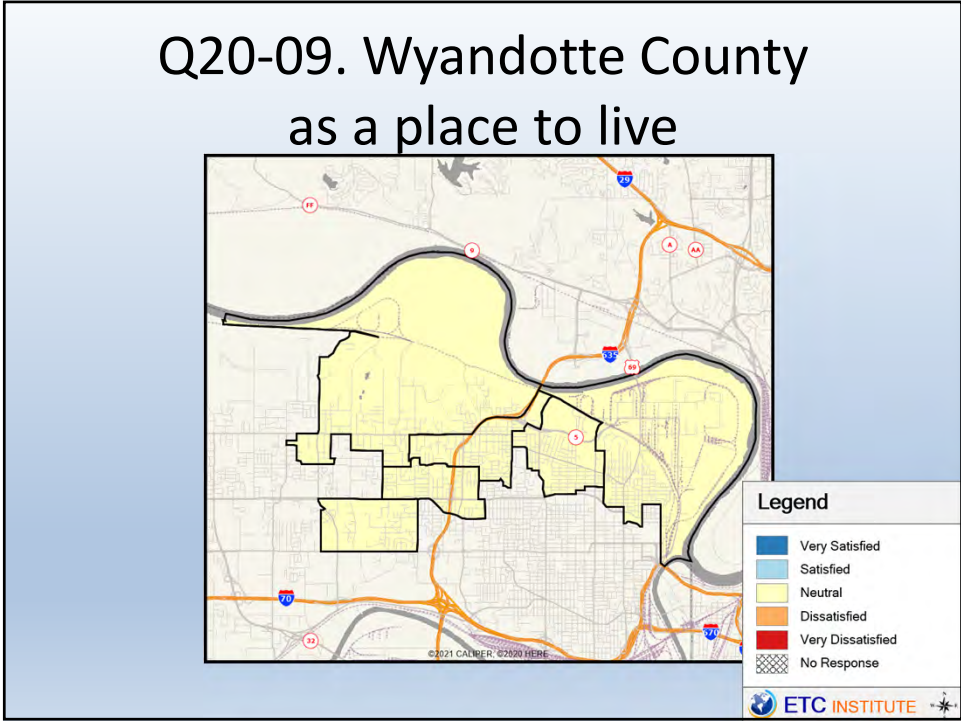 Q20-09. Wyandotte County
as a place to live
29
FF
9
A
AA
635
69
5
70
32
670
©2021 CALIPER; ©2020 HERE
Legend
Very Satisfied
Satisfied
Neutral
Dissatisfied
Very Dissatisfied
No Response
ETC INSTITUTE